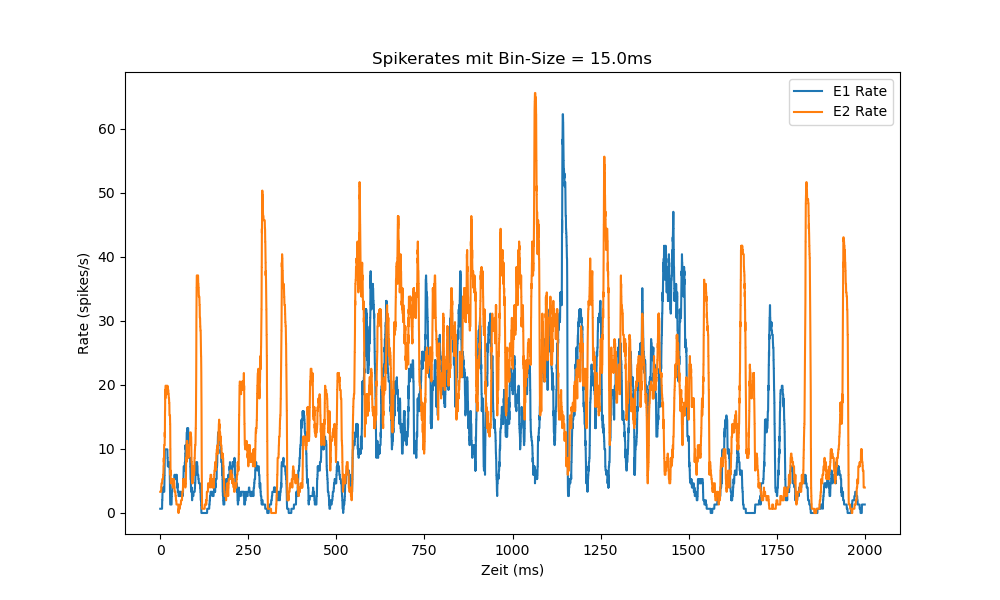 Spikerates mit Bin-Size = 15.0ms
E1 Rate
E2 Rate
Rate (spikes/s)
60
50
40
30
20
10
0
0 250 500 750 1000 1250 1500 1750 2000
Zeit (ms)